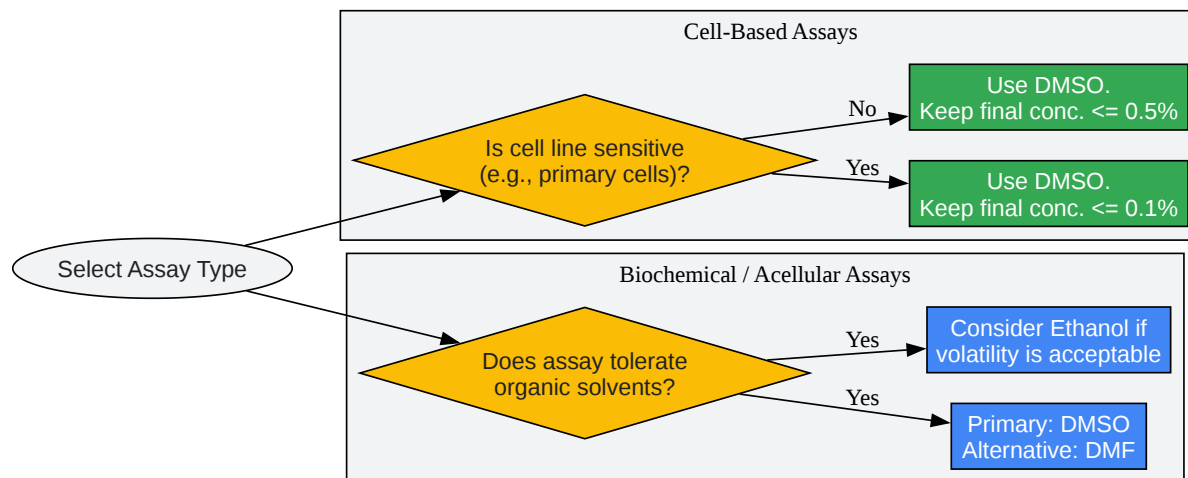 Cell-Based Assays
Is cell line sensitive
(e.g., primary cells)?
No
Use DMSO.
Keep final conc. <= 0.5%
Yes
Use DMSO.
Keep final conc. <= 0.1%
Select Assay Type
Biochemical / Acellular Assays
Does assay tolerate
organic solvents?
Yes
Consider Ethanol if
volatility is acceptable
Yes
Primary: DMSO
Alternative: DMF